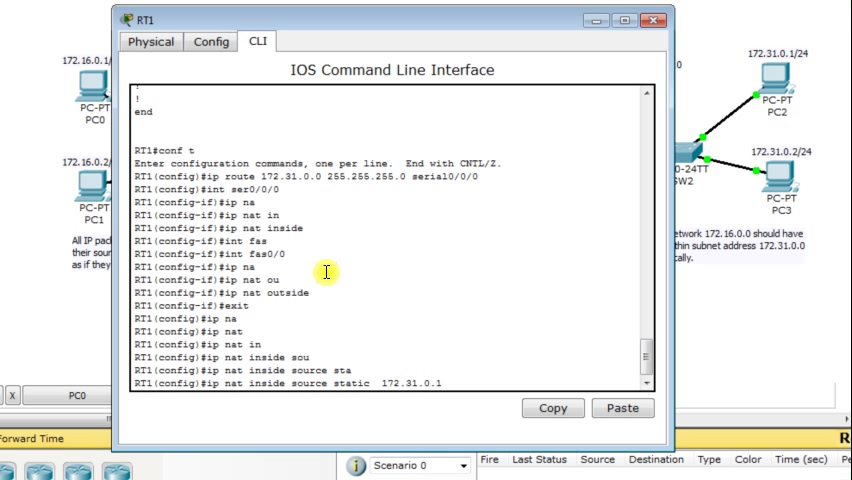 RT1
Physical
Config
CLI
IOS Command Line Interface
!
!
end
RT1#conf t
Enter configuration commands, one per line.  End with CNTL/Z.
RT1(config)#ip route 172.31.0.0 255.255.255.0 serial0/0/0
RT1(config)#int ser0/0/0
RT1(config-if)#ip na
RT1(config-if)#ip nat in
RT1(config-if)#ip nat inside
RT1(config-if)#int fas
RT1(config-if)#int fas0/0
RT1(config-if)#ip na
RT1(config-if)#ip nat ou
RT1(config-if)#ip nat outside
RT1(config-if)#exit
RT1(config)#ip na
RT1(config)#ip nat
RT1(config)#ip nat in
RT1(config)#ip nat inside sou
RT1(config)#ip nat inside source sta
RT1(config)#ip nat inside source static  172.31.0.1
Copy
Paste
172.16.0.1/
PC-PT
PC0
172.16.0.2/
PC-PT
PC1
All IP pac
their sour
as if they
0
172.31.0.1/24
PC-PT
PC2
172.31.0.2/24
0-24TT
SW2
PC-PT
PC3
etwork 172.16.0.0 should have
thin subnet address 172.31.0.0
cally.
X
PC0
Forward Time
R
Scenario 0
Fire
Last Status
Source
Destination
Type
Color
Time (sec)
Pe